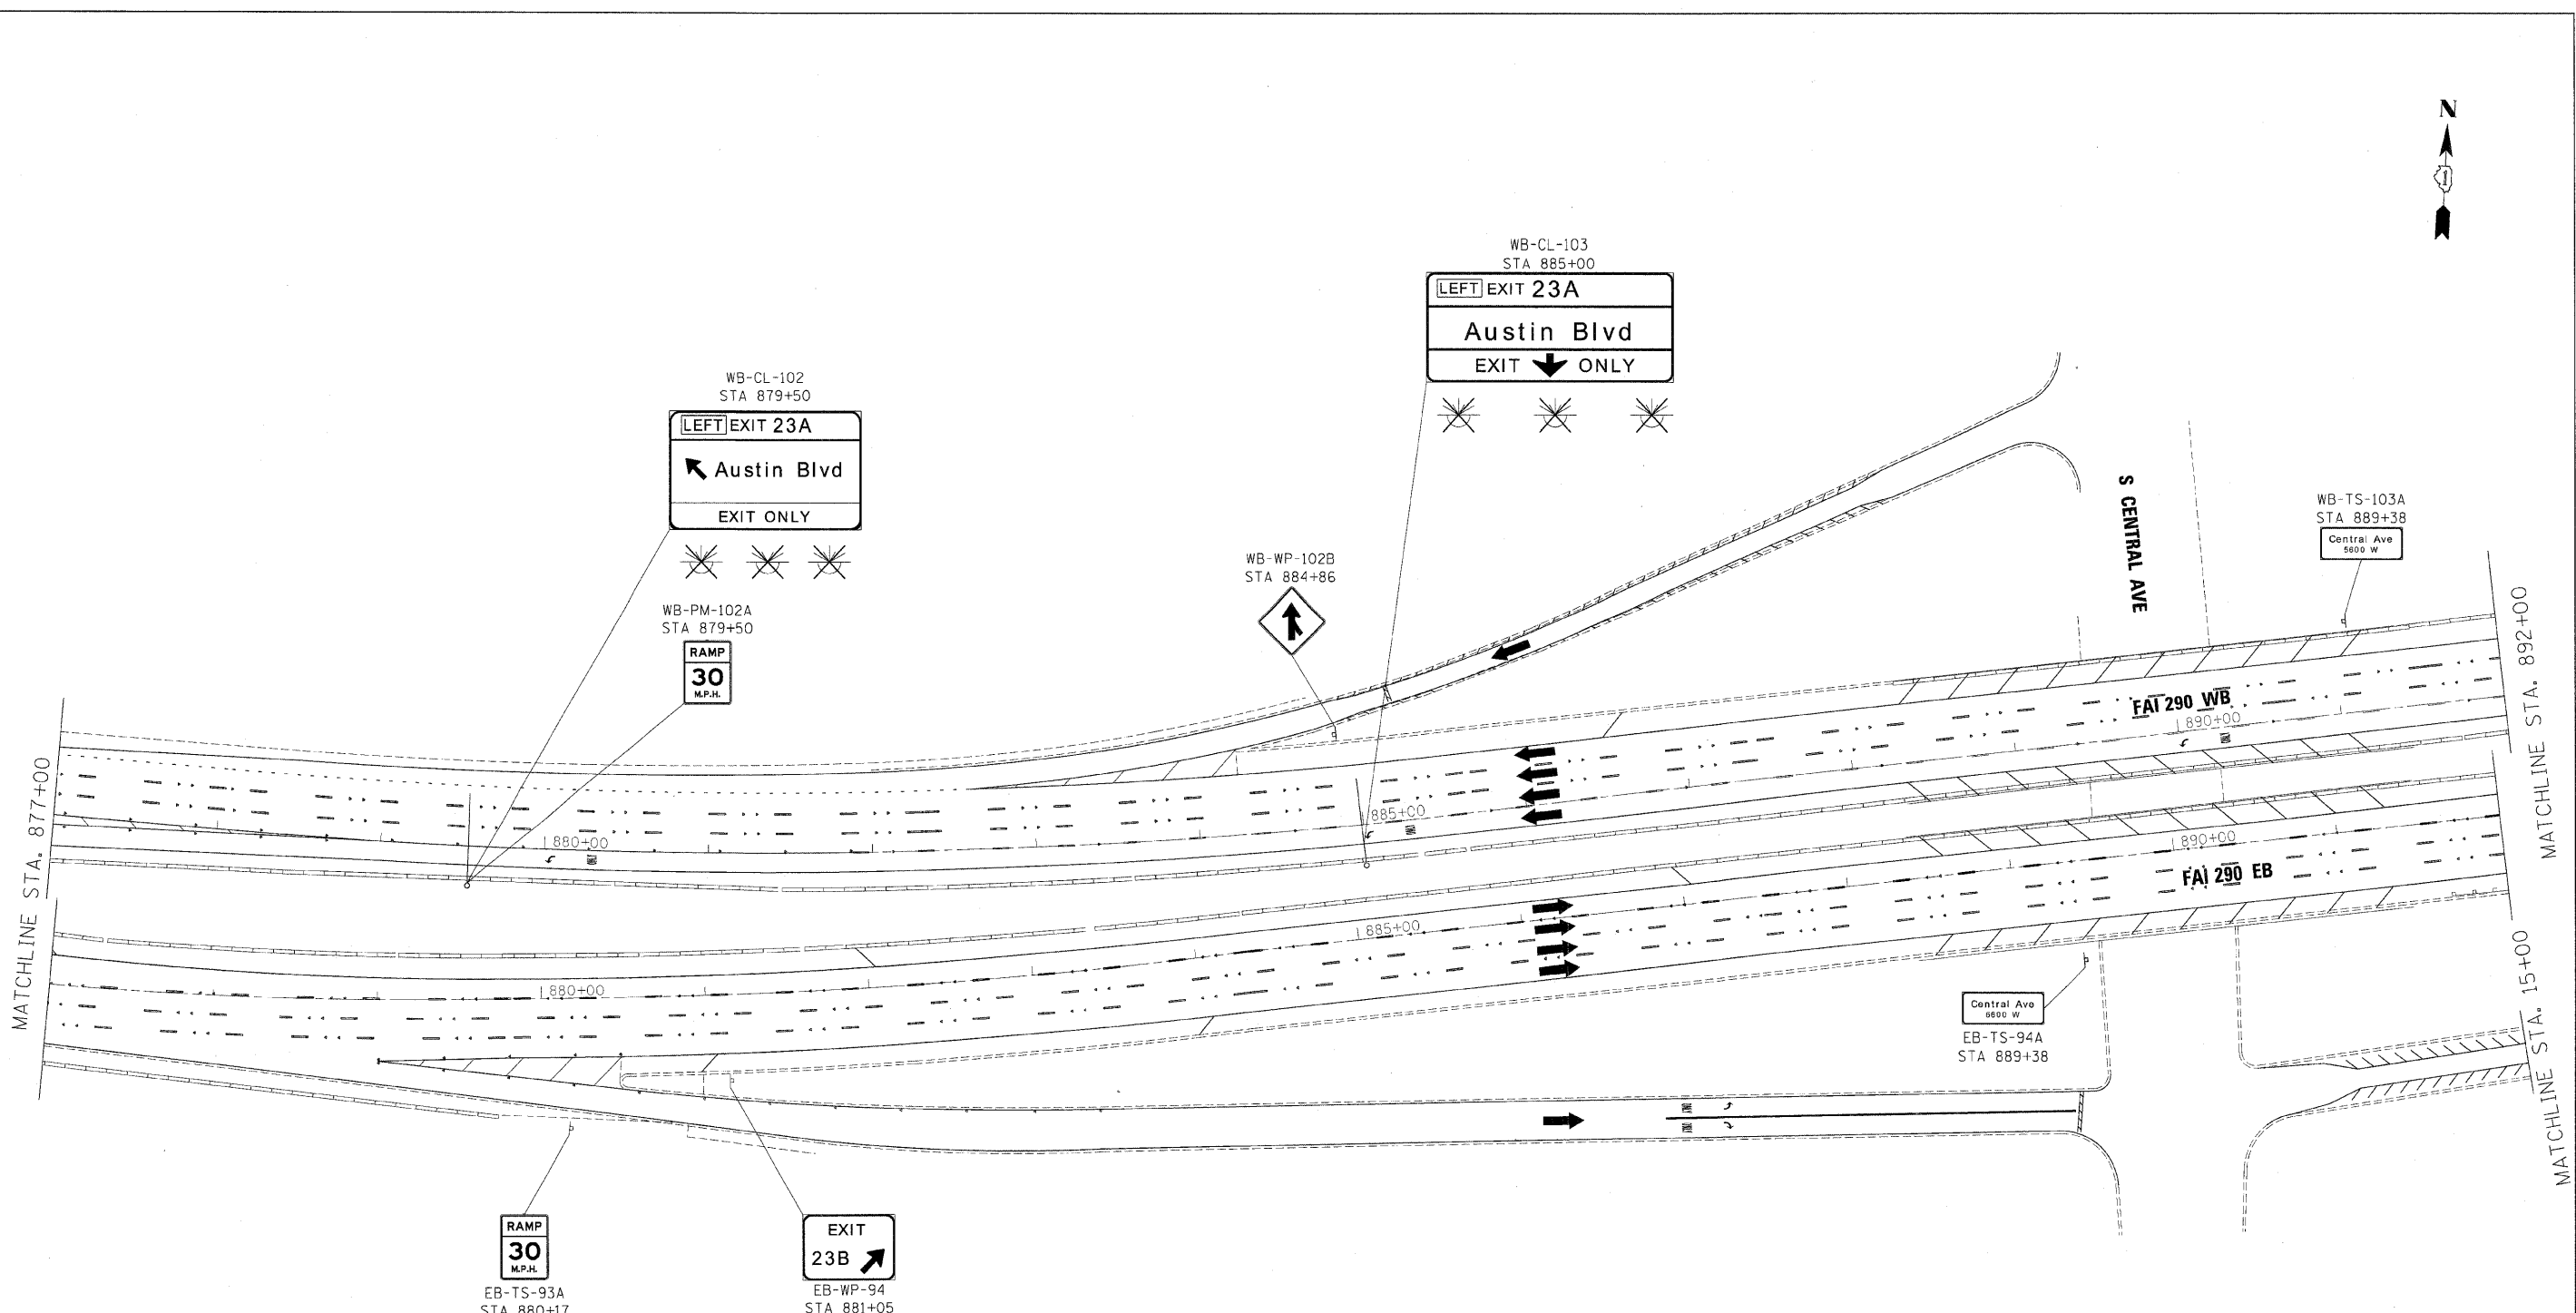 N
WB-CL-103
STA 885+00
LEFT EXIT 23A
Austin Blvd
EXIT ONLY
WB-CL-102
STA 879+50
LEFT EXIT 23A
Austin Blvd
EXIT ONLY
WB-PM-102A
STA 879+50
RAMP
30
M.P.H.
WB-WP-102B
STA 884+86
S CENTRAL AVE
WB-TS-103A
STA 889+38
Central Ave
5600 W
MATCHLINE STA. 877+00
MATCHLINE STA. 892+00
FAI 290 WB
890+00
885+00
880+00
890+00
FAI 290 EB
885+00
880+00
Central Ave
5600 W
EB-TS-94A
STA 889+38
MATCHLINE STA. 15+00
RAMP
30
M.P.H.
EB-TS-93A
STA 880+17
EXIT
23B
EB-WP-94
STA 881+05